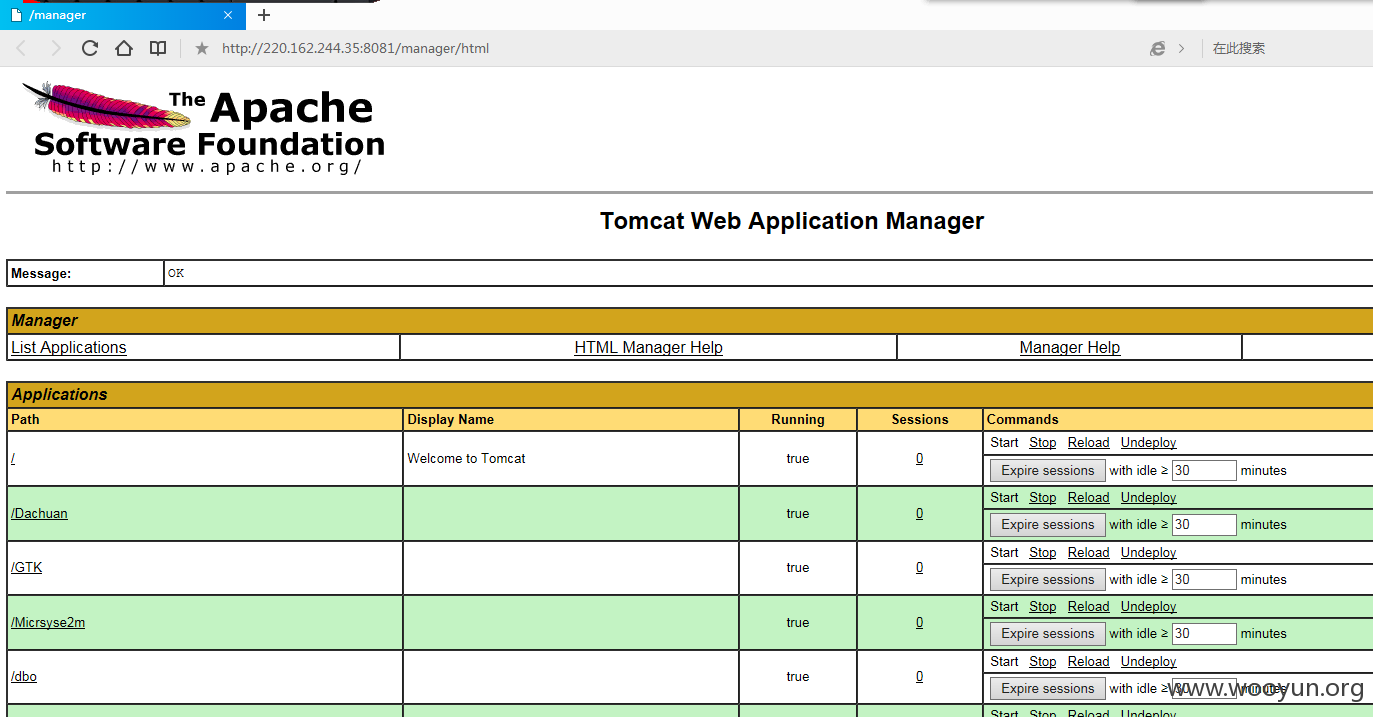 /manager
http://220.162.244.35:8081/manager/html
在此搜索
The Apache
Software Foundation
http://www.apache.org/
Tomcat Web Application Manager
Message: OK
Manager
List Applications HTML Manager Help Manager Help
Applications
Path Display Name Running Sessions Commands
/ Welcome to Tomcat true 0 Start Stop Reload Undeploy
Expire sessions with idle ≥ 30 minutes
/Dachuan true 0 Start Stop Reload Undeploy
Expire sessions with idle ≥ 30 minutes
/GTK true 0 Start Stop Reload Undeploy
Expire sessions with idle ≥ 30 minutes
/Micrsyse2m true 0 Start Stop Reload Undeploy
Expire sessions with idle ≥ 30 minutes
/dbo true 0 Start Stop Reload Undeploy
Expire sessions with idle ≥ 30 minutes
www.wooyun.org
Start Stop Reload Undeploy